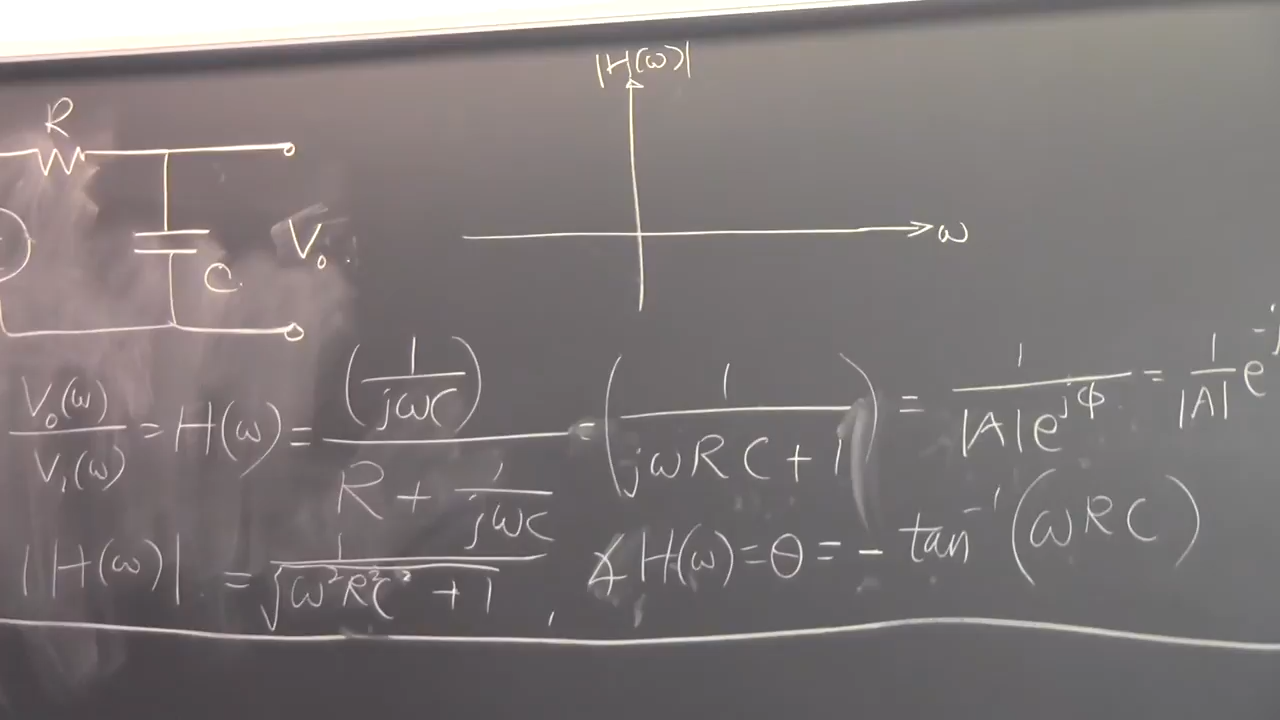 |H(ω)|
R
ω
V₀
C
V₀(ω)/V₁(ω) = H(ω) = (1/jωC)/(R + 1/jωC) = (1/(jωRC + 1)) = 1/(|A|e^{jφ}) = 1/|A| e^{-j
|H(ω)| = 1/√(ω²R²C² + 1) , ∡H(ω) = θ = - tan⁻¹(ωRC)